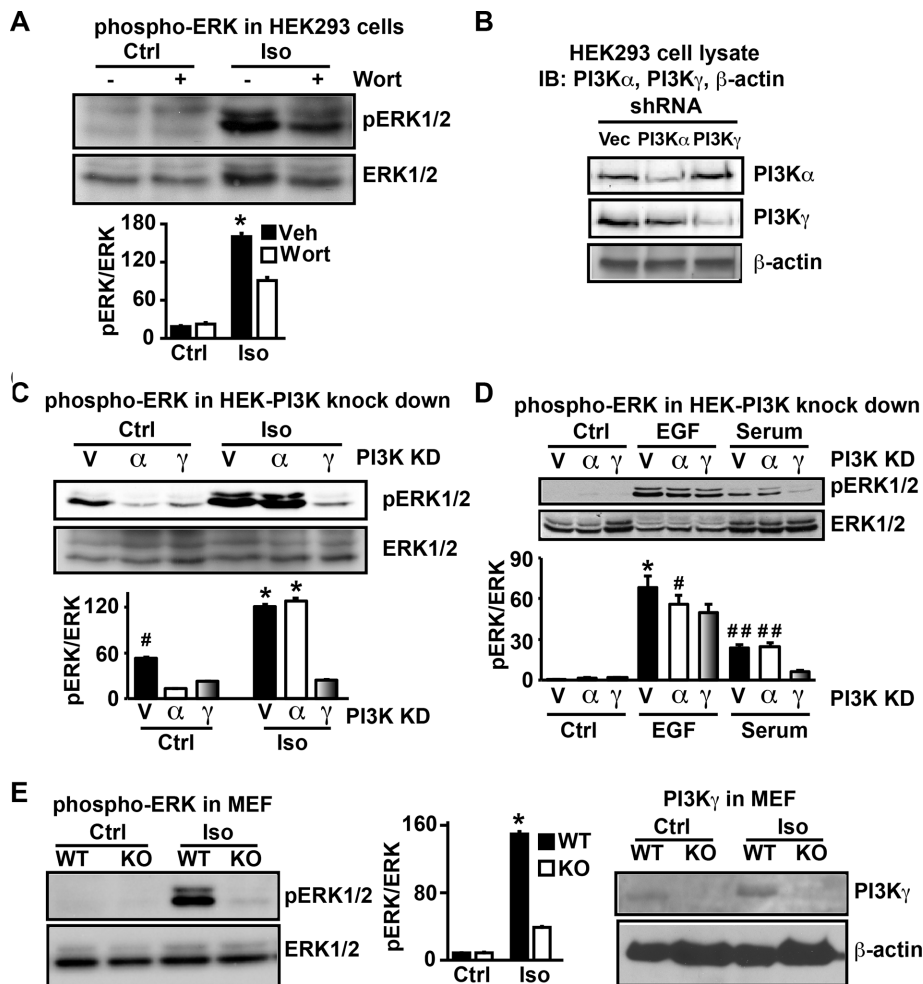 A
phospho-ERK in HEK293 cells
Ctrl Iso
- + - + Wort
pERK1/2
ERK1/2
pERK/ERK
180
120
60
0
*
Veh
Wort
Ctrl Iso
B
HEK293 cell lysate
IB: PI3Kα, PI3Kγ, β-actin
shRNA
Vec PI3Kα PI3Kγ
PI3Kα
PI3Kγ
β-actin
C
phospho-ERK in HEK-PI3K knock down
Ctrl Iso
V α γ V α γ PI3K KD
pERK1/2
ERK1/2
pERK/ERK
120
60
0
# * *
V α γ V α γ PI3K KD
Ctrl Iso
D
phospho-ERK in HEK-PI3K knock down
Ctrl EGF Serum
V α γ V α γ V α γ PI3K KD
pERK1/2
ERK1/2
pERK/ERK
90
60
30
0
* # ## ##
V α γ V α γ V α γ PI3K KD
Ctrl EGF Serum
E
phospho-ERK in MEF
Ctrl Iso
WT KO WT KO
pERK1/2
ERK1/2
pERK/ERK
160
80
0
*
WT
KO
Ctrl Iso
PI3Kγ in MEF
Ctrl Iso
WT KO WT KO
PI3Kγ
β-actin